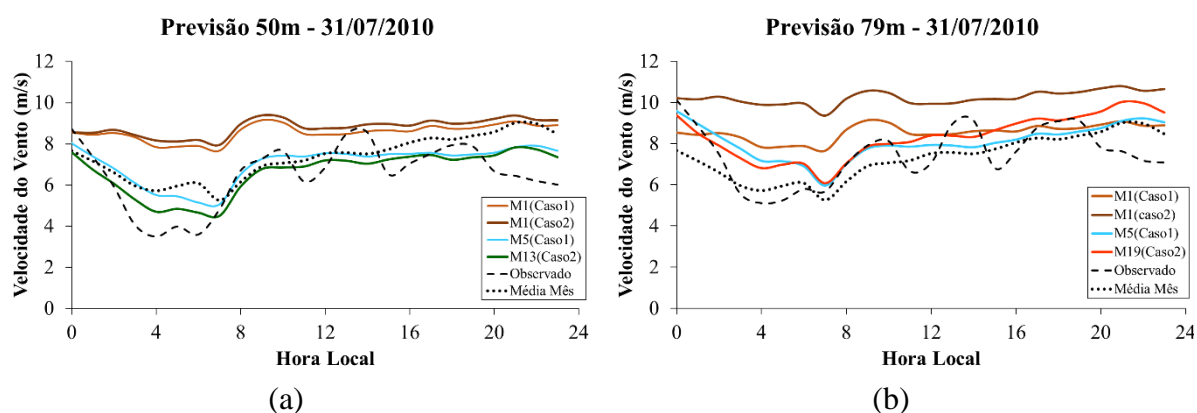 Previsão 50m - 31/07/2010
Velocidade do Vento (m/s)
12
10
8
6
4
2
0
M1(Caso1)
M1(Caso2)
M5(Caso1)
M13(Caso2)
Observado
Média Mês
0 4 8 12 16 20 24
Hora Local
(a)
Previsão 79m - 31/07/2010
Velocidade do Vento (m/s)
12
10
8
6
4
2
0
M1(Caso1)
M1(caso2)
M5(Caso1)
M19(Caso2)
Observado
Média Mês
0 4 8 12 16 20 24
Hora Local
(b)